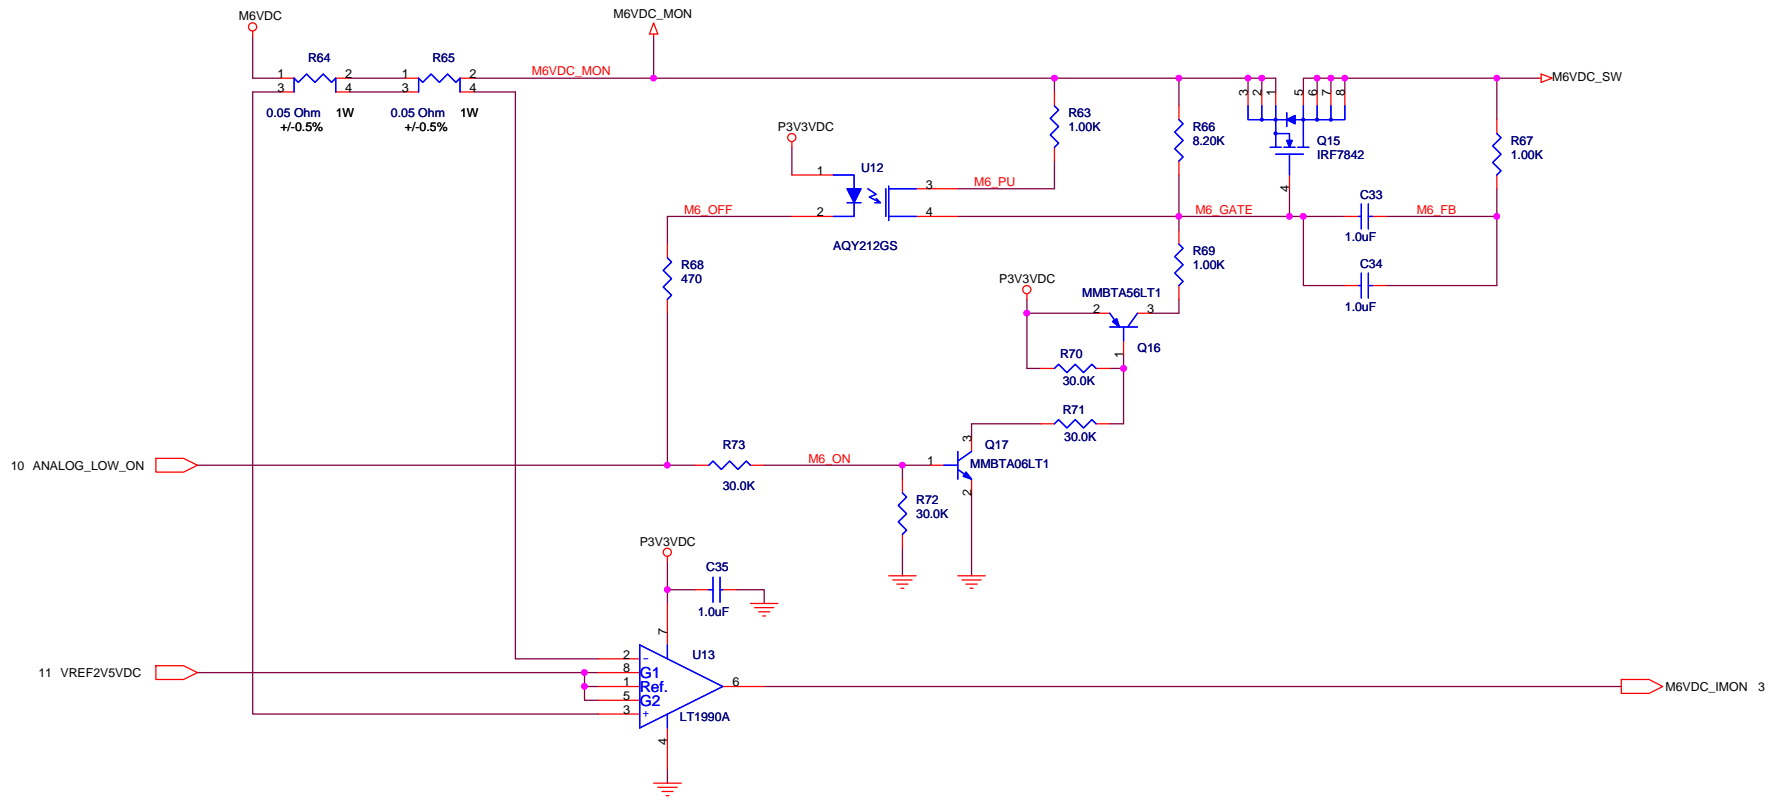 M6VDC
M6VDC_MON
R64
R65
1
2
1
2
M6VDC_MON
M6VDC_SW
3
4
3
4
3
2
1
5
6
7
8
0.05 Ohm
1W
0.05 Ohm
1W
+/-0.5%
+/-0.5%
R63
1.00K
P3V3VDC
R66
8.20K
Q15
IRF7842
R67
1.00K
U12
1
3
M6_PU
4
C33
M6_OFF
2
4
M6_GATE
M6_FB
1.0uF
AQY212GS
R69
1.00K
R68
470
C34
P3V3VDC
MMBTA56LT1
1.0uF
2
3
Q16
1
R70
30.0K
R71
30.0K
3
Q17
R73
10 ANALOG_LOW_ON
M6_ON
1
MMBTA06LT1
30.0K
2
R72
30.0K
P3V3VDC
C35
1.0uF
7
U13
2
-
11 VREF2V5VDC
8
G1
1
Ref.
6
M6VDC_IMON 3
5
G2
3
+
LT1990A
4